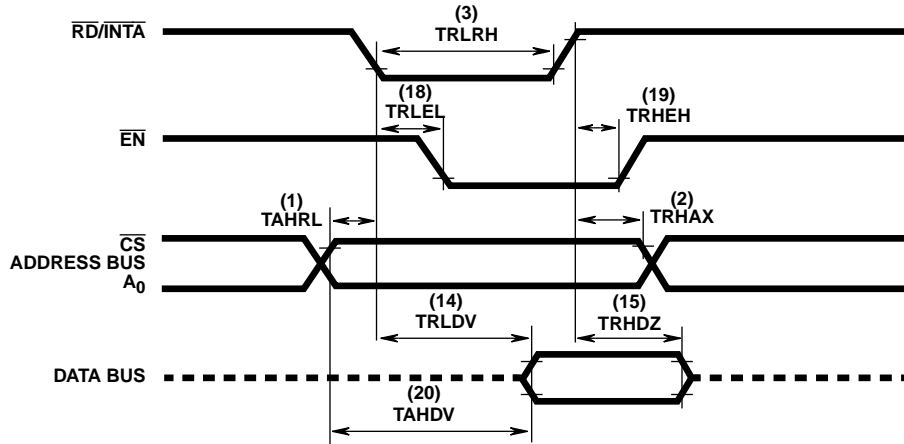 (3)
RD/INTA
TRLRH
(18)
TRLEL
(19)
TRHEH
EN
(1)
TAHRL
(2)
TRHAX
CS
ADDRESS BUS
A0
(14)
TRLDV
(15)
TRHDZ
DATA BUS
(20)
TAHDV